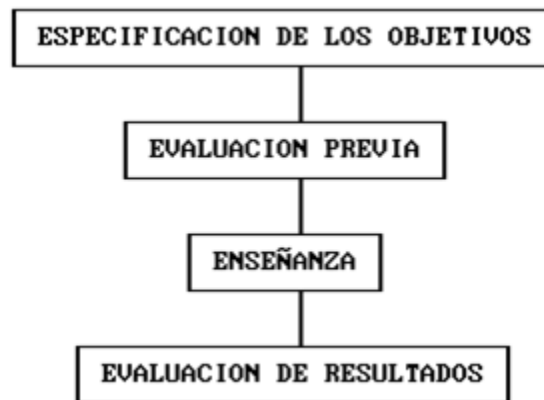 ESPECIFICACION DE LOS OBJETIVOS
EVALUACION PREVIA
ENSEÑANZA
EVALUACION DE RESULTADOS